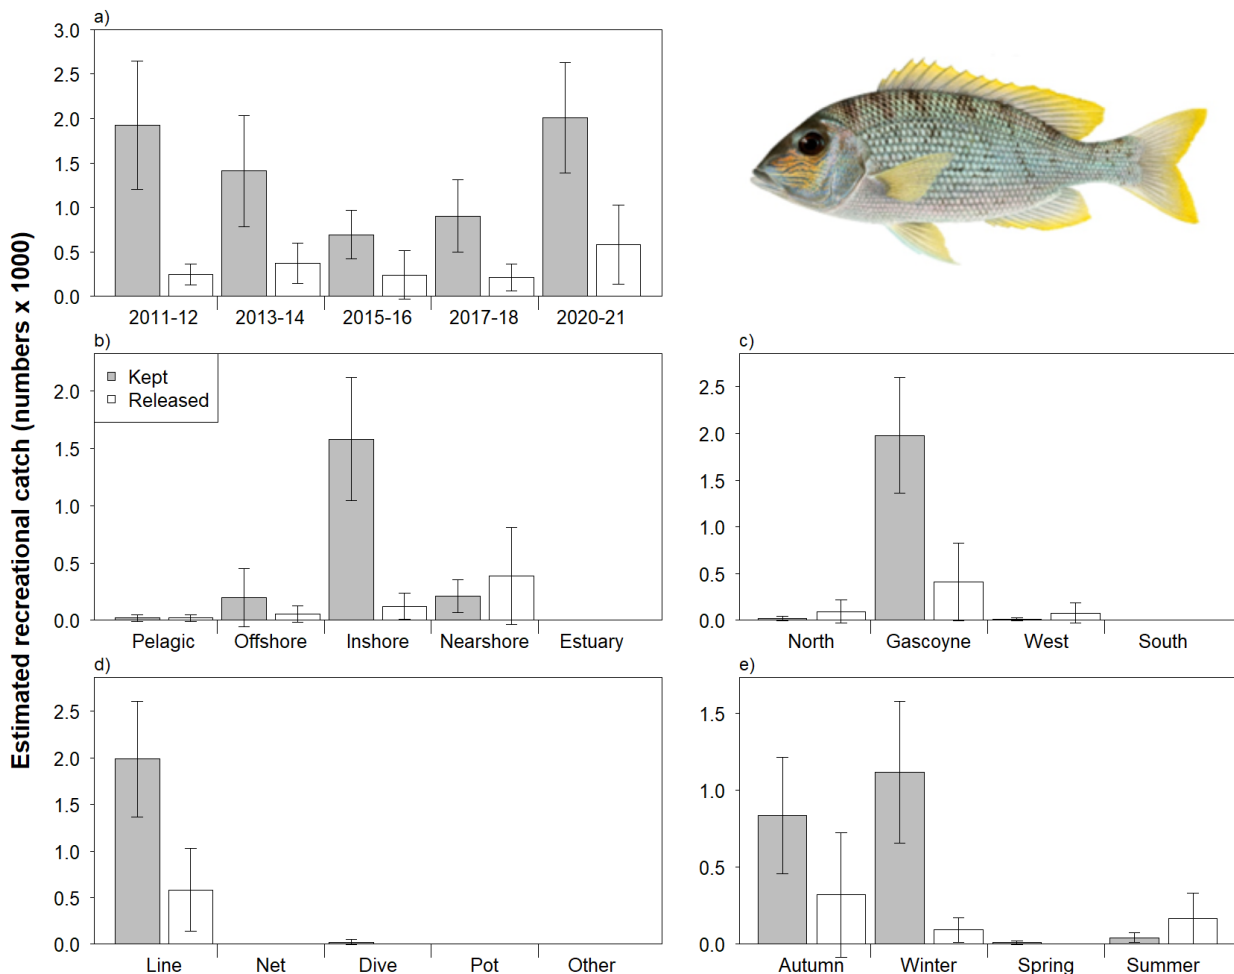 Estimated recreational catch (numbers x 1000)
a)
3.0
2.5
2.0
1.5
1.0
0.5
0.0
2011-12 2013-14 2015-16 2017-18 2020-21
b)
Kept
Released
2.0
1.5
1.0
0.5
0.0
Pelagic Offshore Inshore Nearshore Estuary
c)
2.5
2.0
1.5
1.0
0.5
0.0
North Gascoyne West South
d)
2.5
2.0
1.5
1.0
0.5
0.0
Line Net Dive Pot Other
e)
1.5
1.0
0.5
0.0
Autumn Winter Spring Summer